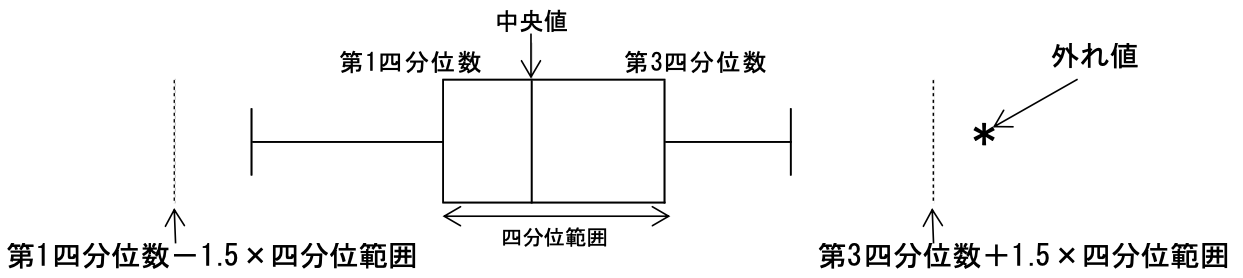 中央値
第1四分位数
第3四分位数
外れ値
*
四分位範囲
第1四分位数－1.5×四分位範囲
第3四分位数＋1.5×四分位範囲